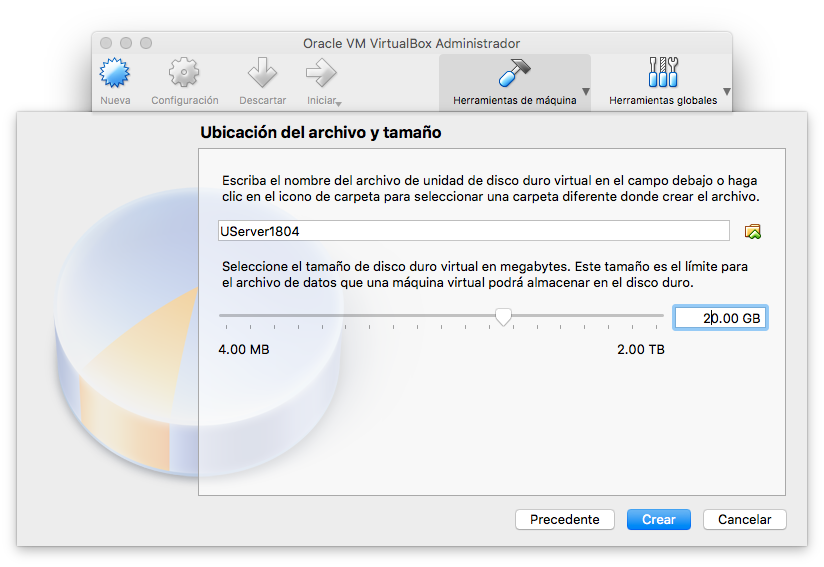 Oracle VM VirtualBox Administrador
Nueva
Configuración
Descartar
Iniciar
Herramientas de máquina
Herramientas globales
Ubicación del archivo y tamaño
Escriba el nombre del archivo de unidad de disco duro virtual en el campo debajo o haga
clic en el icono de carpeta para seleccionar una carpeta diferente donde crear el archivo.
UServer1804
Seleccione el tamaño de disco duro virtual en megabytes. Este tamaño es el límite para
el archivo de datos que una máquina virtual podrá almacenar en el disco duro.
20.00 GB
4.00 MB
2.00 TB
Precedente
Crear
Cancelar